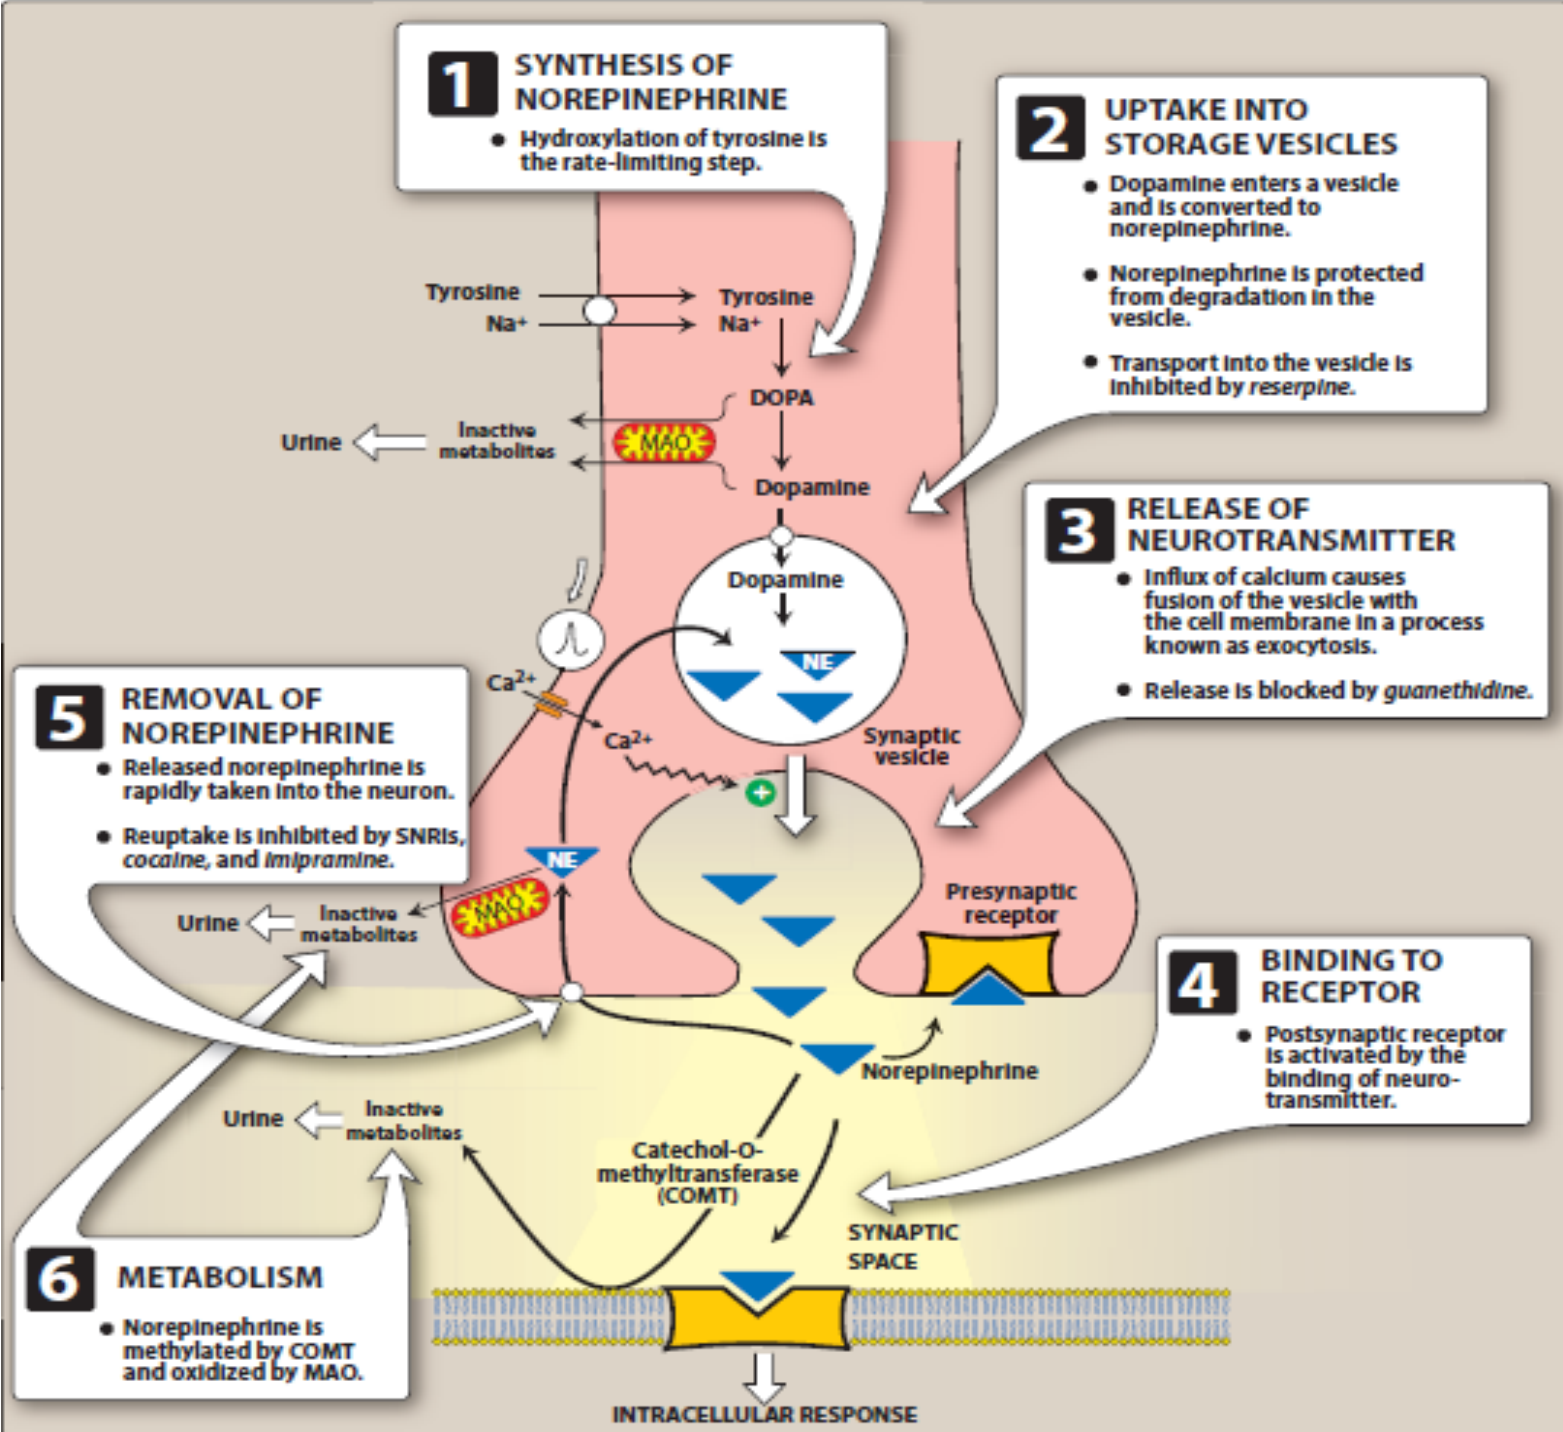 1
SYNTHESIS OF
NOREPINEPHRINE
• Hydroxylation of tyrosine is
the rate-limiting step.
2
UPTAKE INTO
STORAGE VESICLES
• Dopamine enters a vesicle
and is converted to
norepinephrine.
• Norepinephrine is protected
from degradation in the
vesicle.
• Transport into the vesicle is
inhibited by reserpine.
Tyrosine
Na+
Tyrosine
Na+
DOPA
MAO
Inactive
metabolites
Urine
Dopamine
Dopamine
NE
Synaptic
vesicle
3
RELEASE OF
NEUROTRANSMITTER
• Influx of calcium causes
fusion of the vesicle with
the cell membrane in a process
known as exocytosis.
• Release is blocked by guanethidine.
Ca2+
Ca2+
+
5
REMOVAL OF
NOREPINEPHRINE
• Released norepinephrine is
rapidly taken into the neuron.
• Reuptake is inhibited by SNRIs,
cocaine, and imipramine.
NE
MAO
Inactive
metabolites
Urine
Presynaptic
receptor
4
BINDING TO
RECEPTOR
• Postsynaptic receptor
is activated by the
binding of neuro-
transmitter.
Norepinephrine
Urine
Inactive
metabolites
Catechol-O-
methyltransferase
(COMT)
SYNAPTIC
SPACE
6
METABOLISM
• Norepinephrine is
methylated by COMT
and oxidized by MAO.
INTRACELLULAR RESPONSE